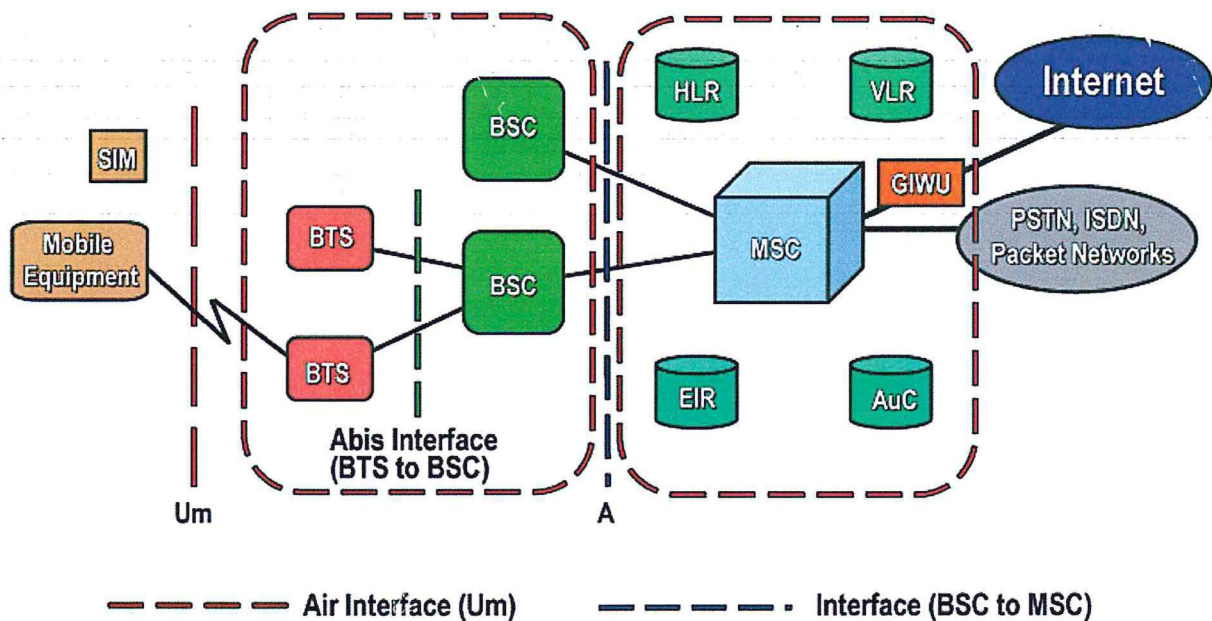 HLR
VLR
Internet
SIM
BSC
GIWU
Mobile
Equipment
BTS
BSC
MSC
PSTN, ISDN,
Packet Networks
BTS
EIR
AuC
Abis Interface
(BTS to BSC)
Um
A
Air Interface (Um)
Interface (BSC to MSC)